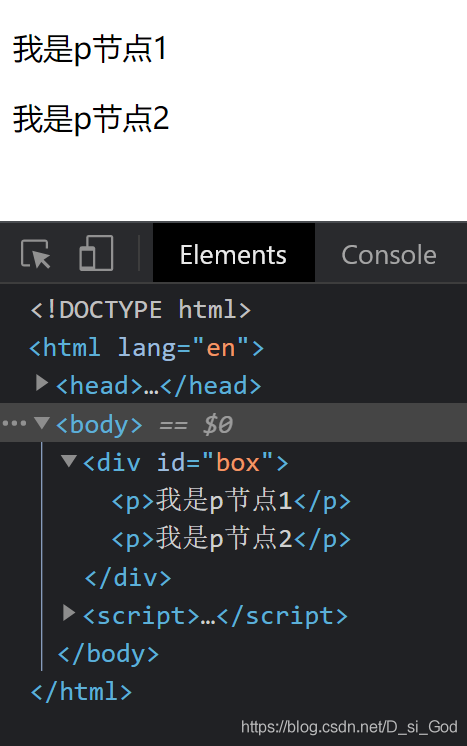 我是p节点1
我是p节点2
Elements Console
<!DOCTYPE html>
<html lang="en">
<head>…</head>
<body> == $0
<div id="box">
<p>我是p节点1</p>
<p>我是p节点2</p>
</div>
<script>…</script>
</body>
</html>
https://blog.csdn.net/D_si_God